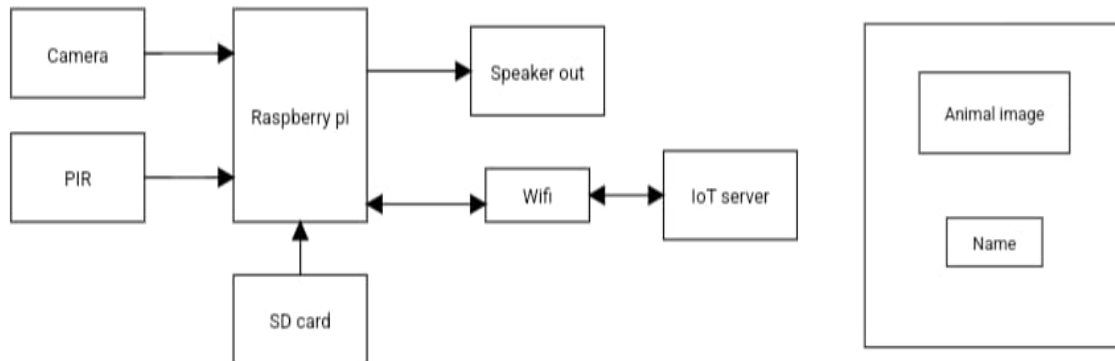 Camera
PIR
Raspberry pi
SD card
Speaker out
Wifi
IoT server
Animal image
Name